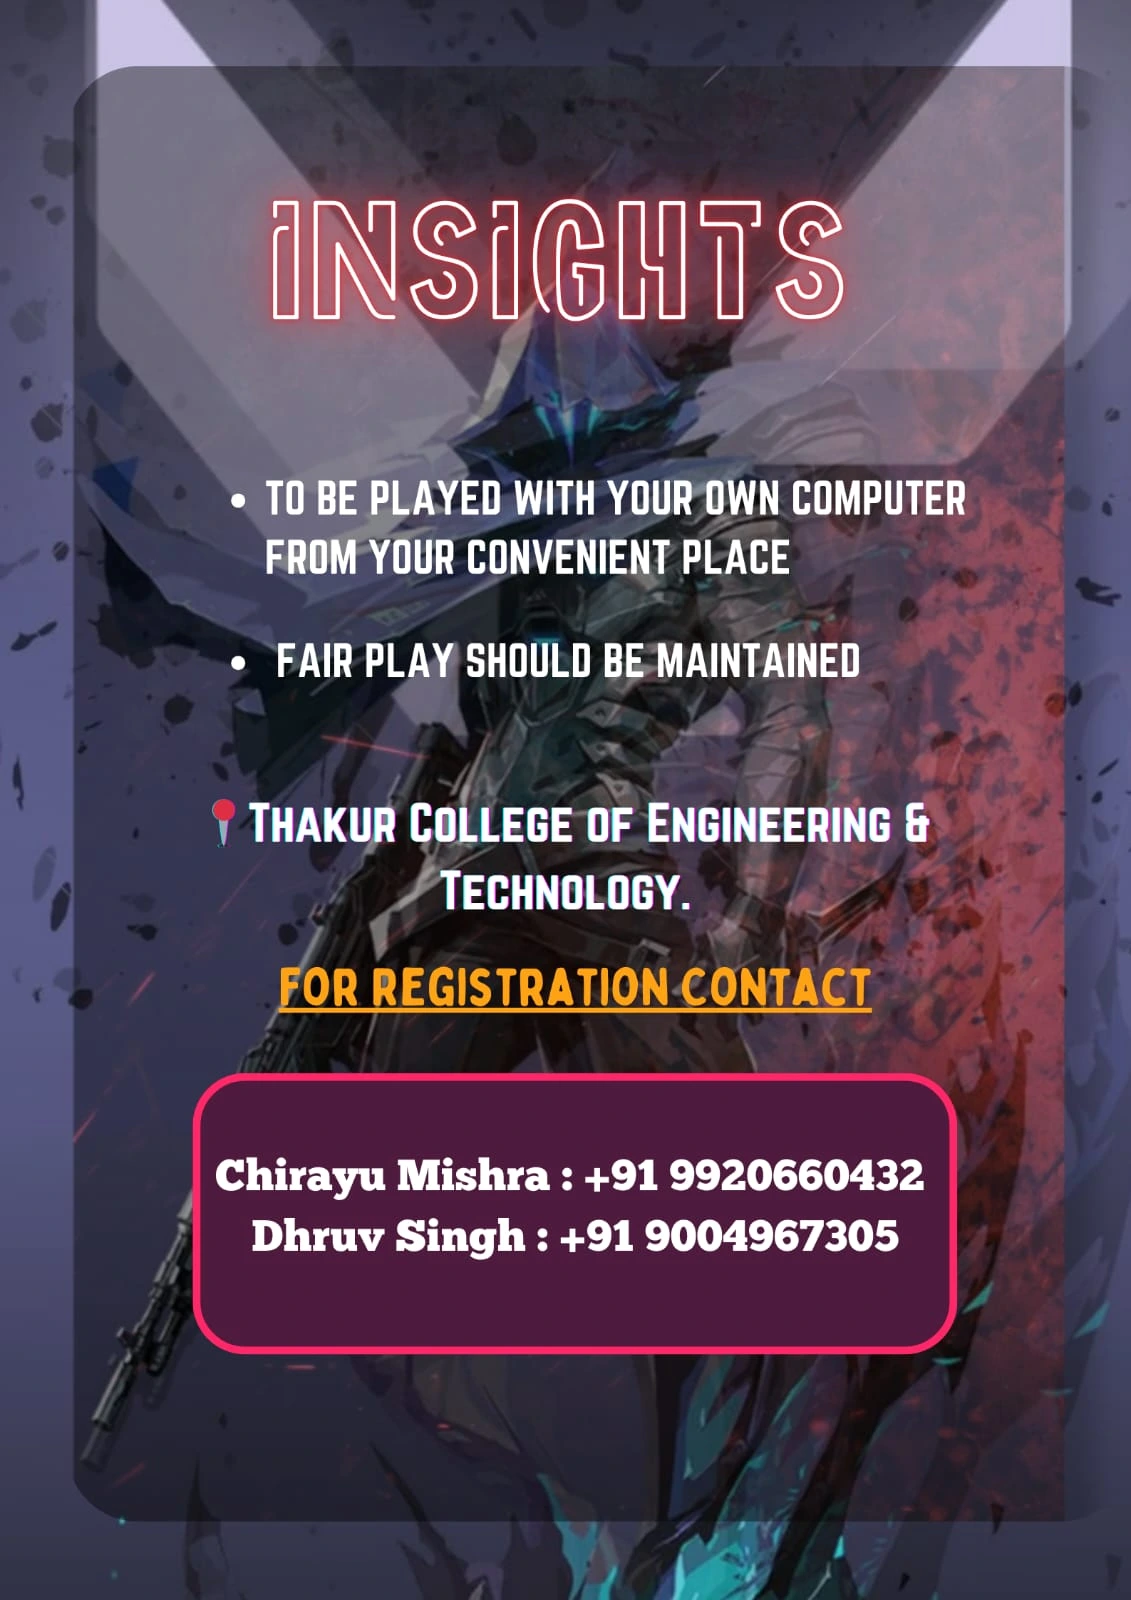 INSIGHTS
• TO BE PLAYED WITH YOUR OWN COMPUTER
FROM YOUR CONVENIENT PLACE
• FAIR PLAY SHOULD BE MAINTAINED
📍THAKUR COLLEGE OF ENGINEERING &
TECHNOLOGY.
FOR REGISTRATION CONTACT
Chirayu Mishra : +91 9920660432
Dhruv Singh : +91 9004967305